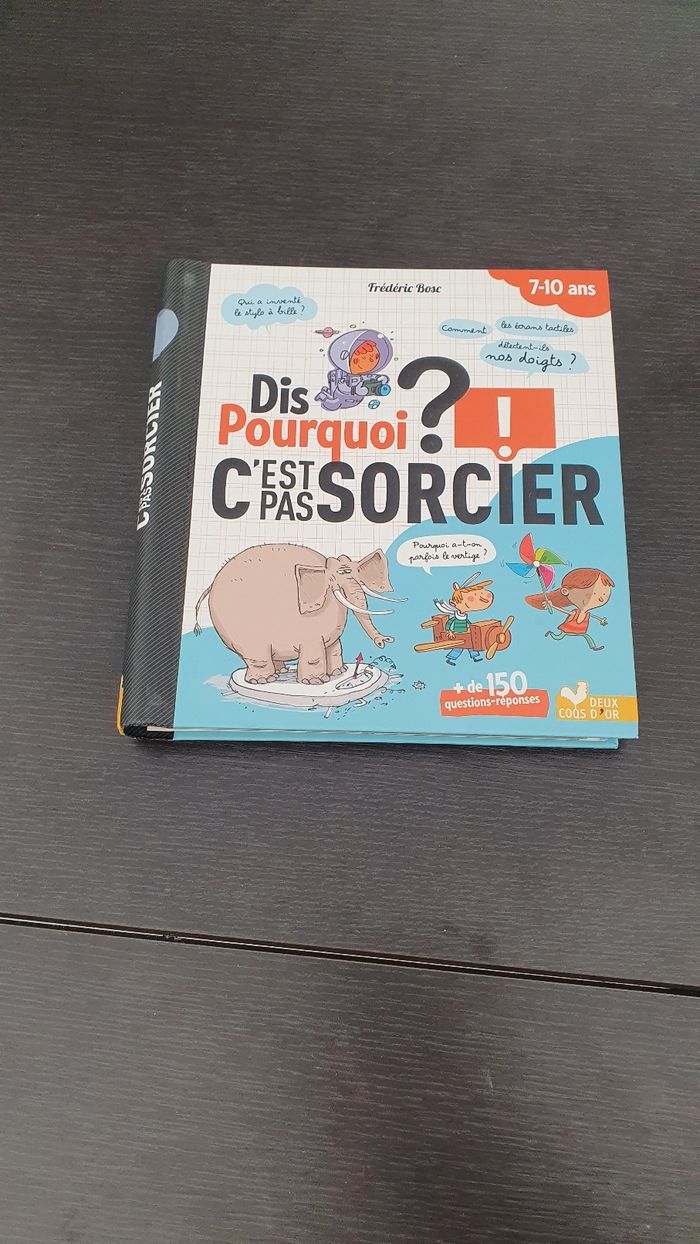 Frédéric Bosc
7-10 ans
Qui a inventé
le stylo à bille ?
Comment les écrans tactiles
détectent-ils
nos doigts ?
Dis
Pourquoi ? !
C'EST
PAS SORCIER
C'EST
PAS SORCIER
Pourquoi a-t-on
parfois le vertige ?
+ de 150
questions-réponses
DEUX
COQS D'OR